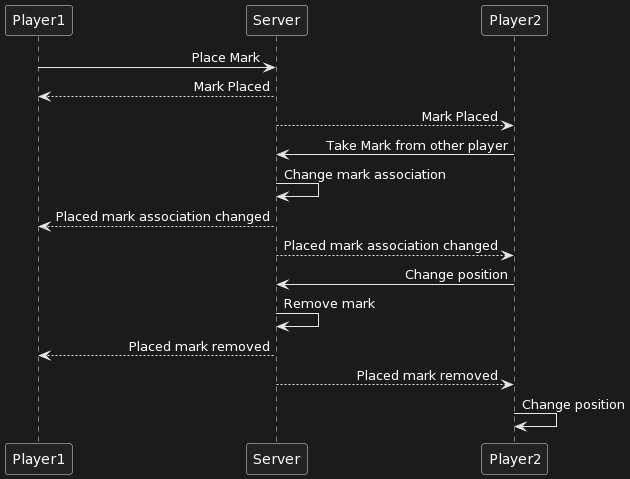 Player1
Server
Player2
Place Mark
Mark Placed
Mark Placed
Take Mark from other player
Change mark association
Placed mark association changed
Placed mark association changed
Change position
Remove mark
Placed mark removed
Placed mark removed
Change position
Player1
Server
Player2